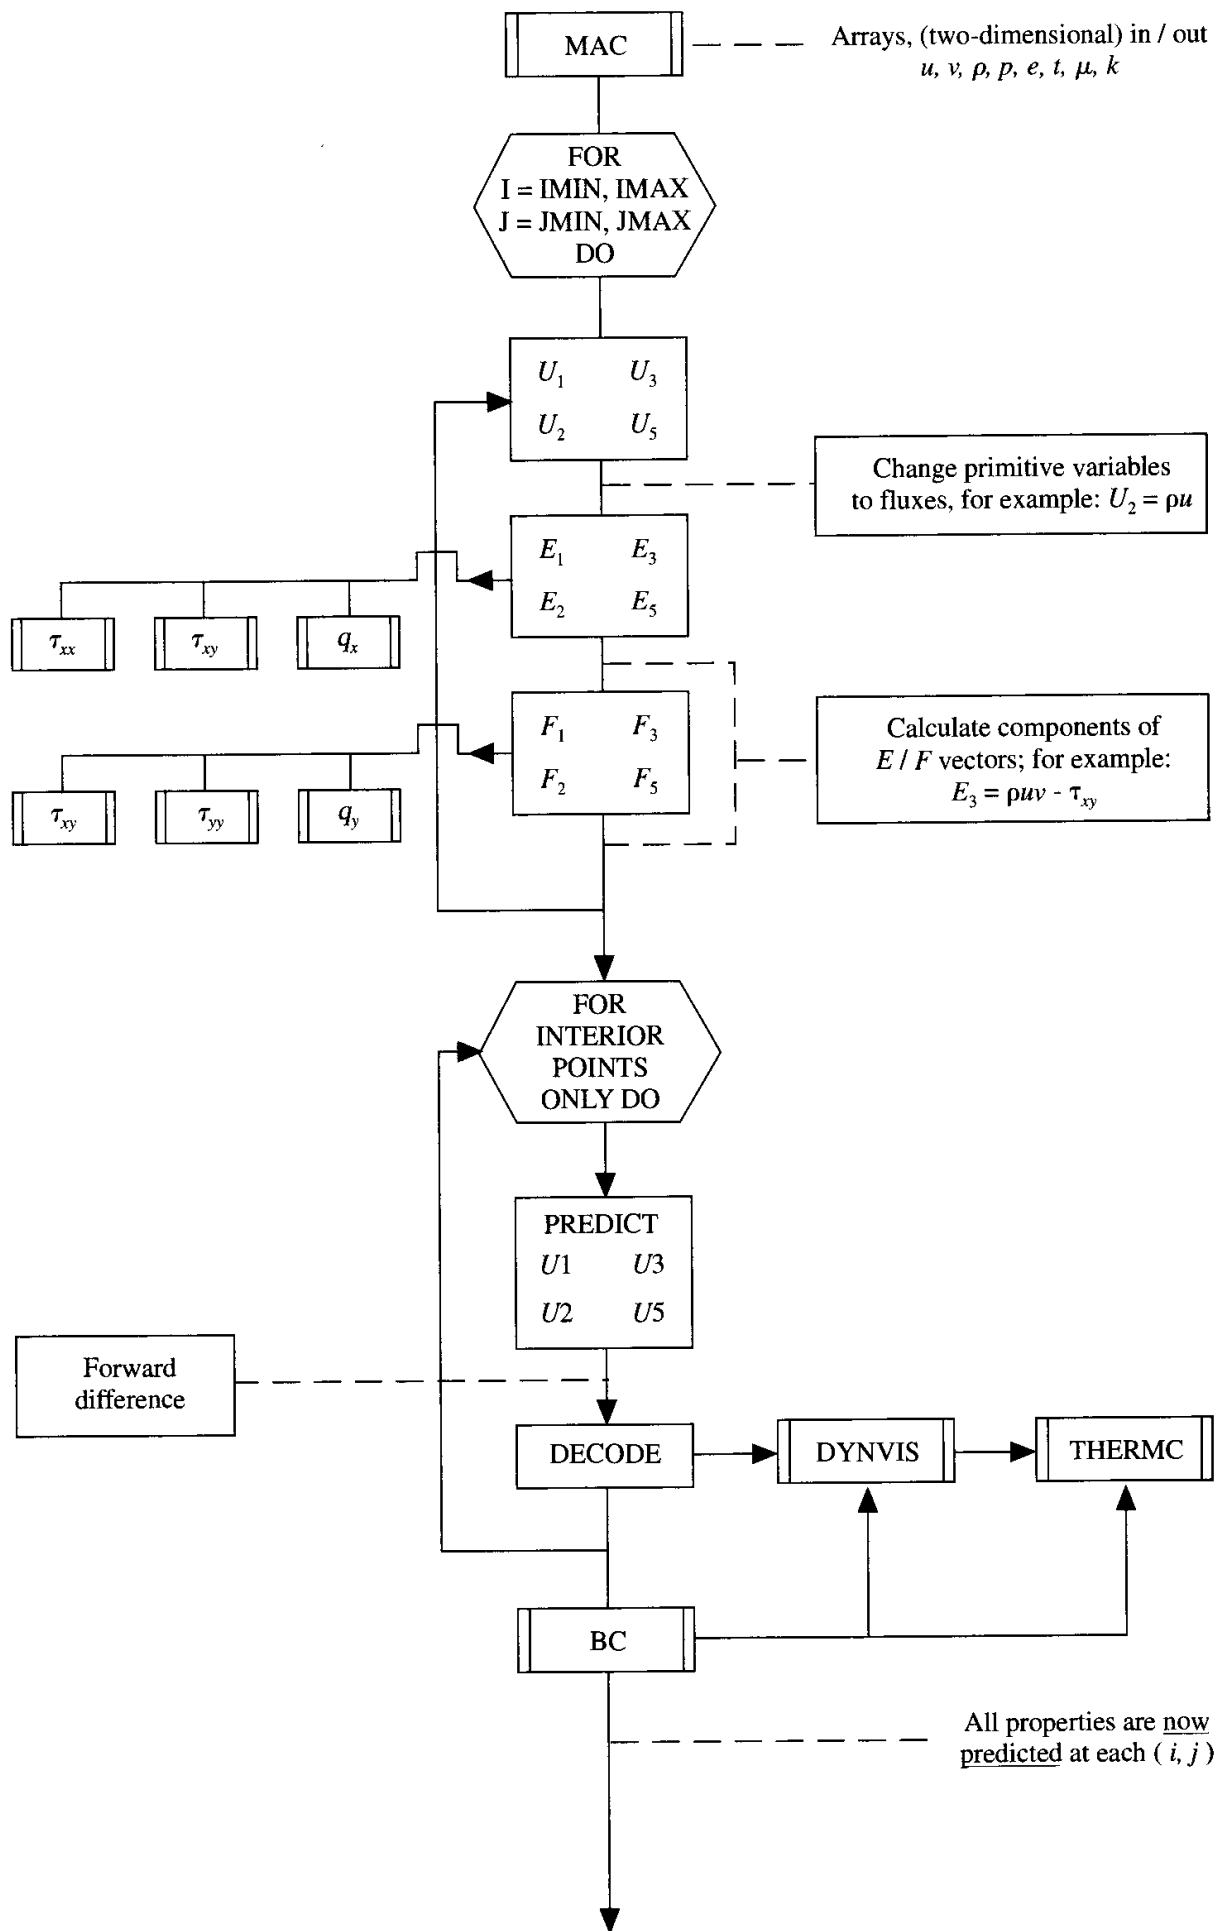 MAC
Arrays, (two-dimensional) in / out
u, v, ρ, p, e, t, μ, k
FOR
I = IMIN, IMAX
J = JMIN, JMAX
DO
U₁ U₃
U₂ U₅
Change primitive variables
to fluxes, for example: U₂ = ρu
E₁ E₃
E₂ E₅
τxx τxy qx
F₁ F₃
F₂ F₅
Calculate components of
E / F vectors; for example:
E₃ = ρuv - τxy
τxy τyy qy
FOR
INTERIOR
POINTS
ONLY DO
PREDICT
U1 U3
U2 U5
Forward
difference
DECODE DYNVIS THERMC
BC
All properties are now
predicted at each ( i, j )